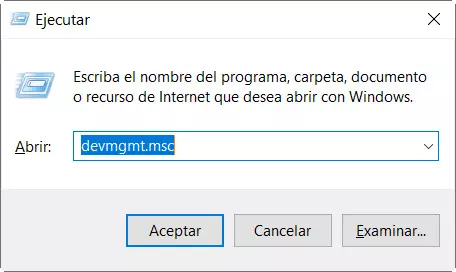 Ejecutar
Escriba el nombre del programa, carpeta, documento
o recurso de Internet que desea abrir con Windows.
Abrir: devmgmt.msc
Aceptar Cancelar Examinar...